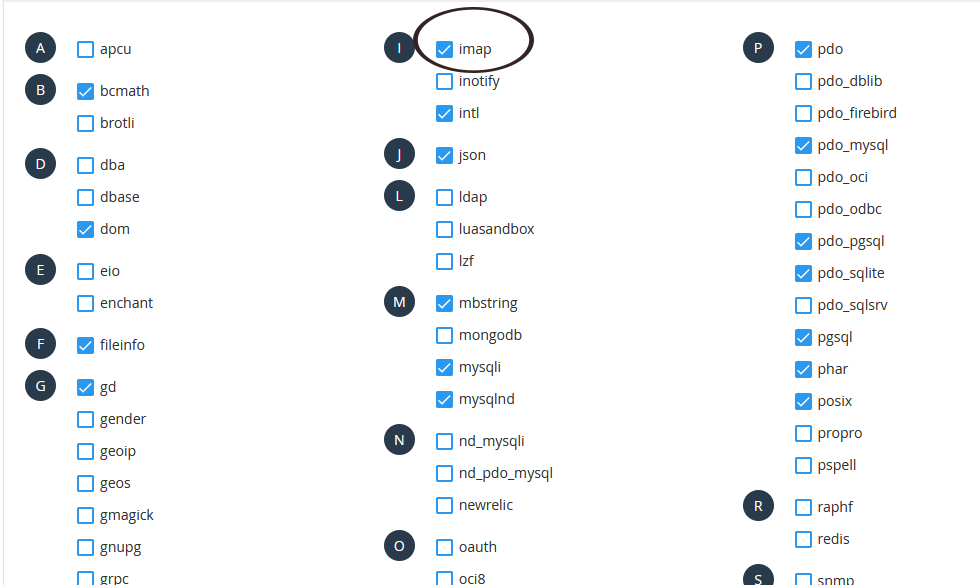 A
apcu
B
bcmath
brotli
D
dba
dbase
dom
E
eio
enchant
F
fileinfo
G
gd
gender
geoip
geos
gmagick
gnupg
grpc
I
imap
inotify
intl
J
json
L
ldap
luasandbox
lzf
M
mbstring
mongodb
mysqli
mysqlnd
N
nd_mysqli
nd_pdo_mysql
newrelic
O
oauth
oci8
P
pdo
pdo_dblib
pdo_firebird
pdo_mysql
pdo_oci
pdo_odbc
pdo_pgsql
pdo_sqlite
pdo_sqlsrv
pgsql
phar
posix
propro
pspell
R
raphf
redis
S
snmp